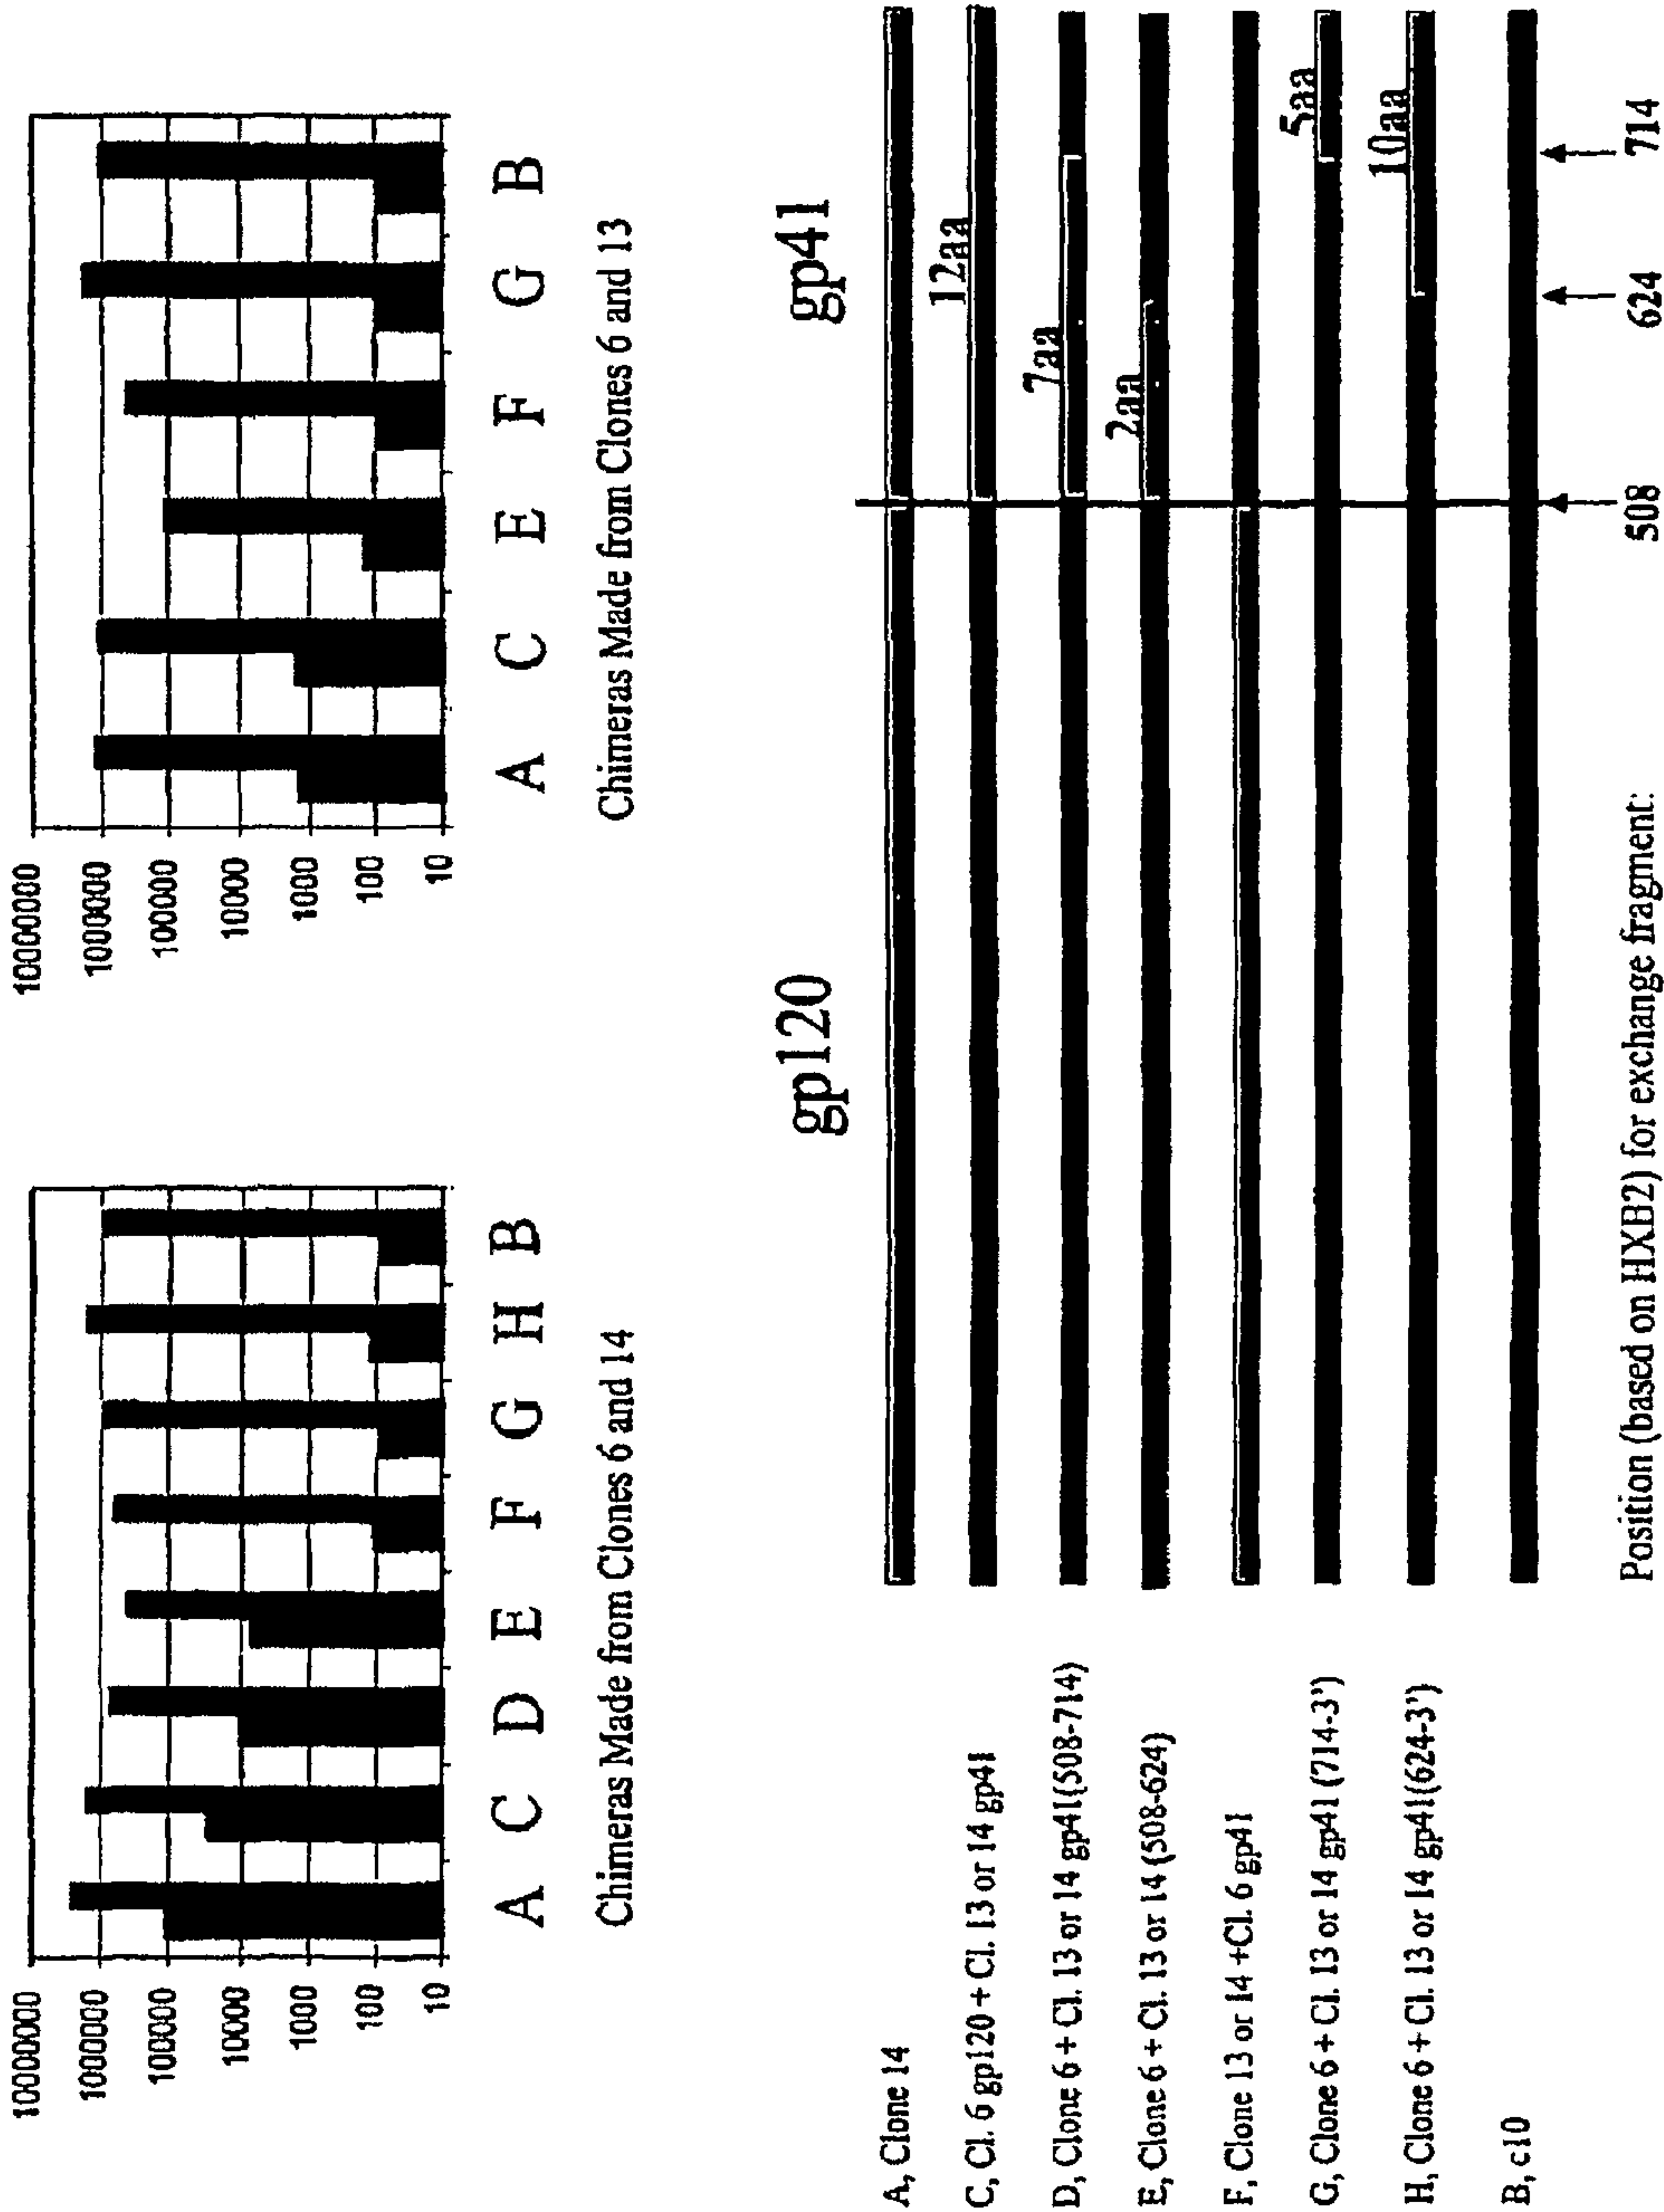 10000000
1000000
100000
10000
1000
100
10
A C D E F G H B
Chimeras Made from Clones 6 and 14
10000000
1000000
100000
10000
1000
100
10
A C E F G B
Chimeras Made from Clones 6 and 13
gp120 gp41
A, Clone 14
C, Cl. 6 gp120 + Cl. 13 or 14 gp41 12aa
D, Clone 6 + Cl. 13 or 14 gp41(508-714) 7aa
E, Clone 6 + Cl. 13 or 14 (508-624) 2aa
F, Clone 13 or 14 +Cl. 6 gp41
G, Clone 6 + Cl. 13 or 14 gp41 (714-3') 5aa
H, Clone 6 + Cl. 13 or 14 gp41(624-3') 10aa
B, c10
Position (based on HXB2) for exchange fragment: 508 624 714